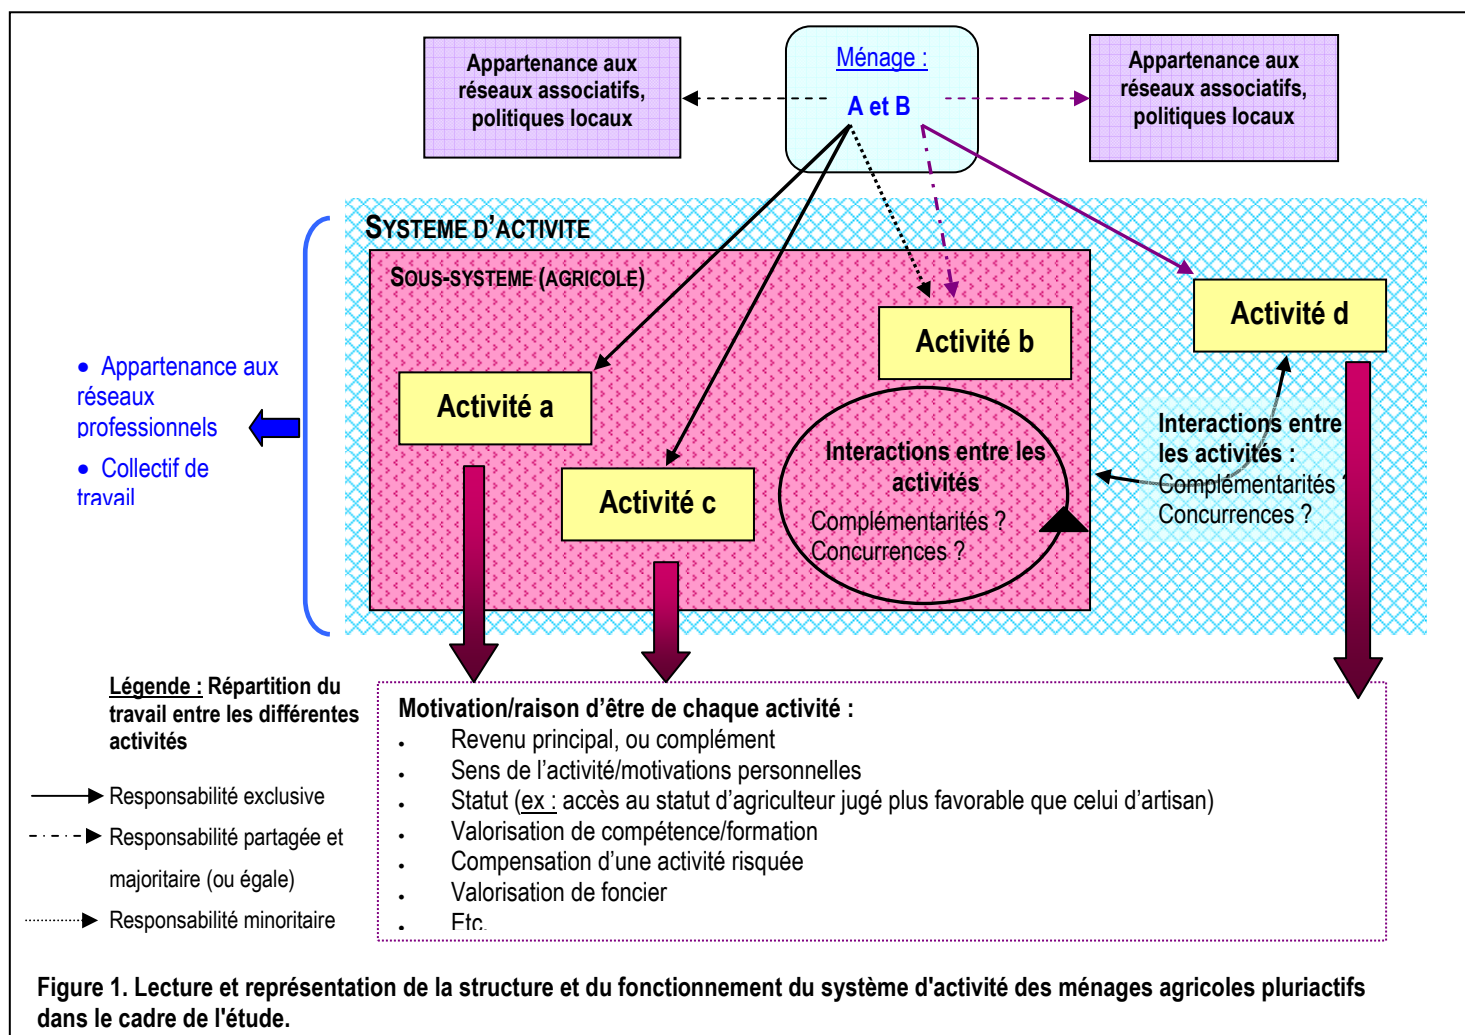 Appartenance aux
réseaux associatifs,
politiques locaux
Ménage :
A et B
Appartenance aux
réseaux associatifs,
politiques locaux
SYSTEME D'ACTIVITE
SOUS-SYSTEME (AGRICOLE)
Activité a
Activité c
Activité b
Activité d
Interactions entre les
activités
Complémentarités ?
Concurrences ?
Interactions entre
les activités :
Complémentarités ?
Concurrences ?
• Appartenance aux
réseaux
professionnels
• Collectif de
travail
Légende : Répartition du
travail entre les différentes
activités
Responsabilité exclusive
Responsabilité partagée et
majoritaire (ou égale)
Responsabilité minoritaire
Motivation/raison d'être de chaque activité :
• Revenu principal, ou complément
• Sens de l'activité/motivations personnelles
• Statut (ex : accès au statut d'agriculteur jugé plus favorable que celui d'artisan)
• Valorisation de compétence/formation
• Compensation d'une activité risquée
• Valorisation de foncier
• Etc.
Figure 1. Lecture et représentation de la structure et du fonctionnement du système d'activité des ménages agricoles pluriactifs
dans le cadre de l'étude.